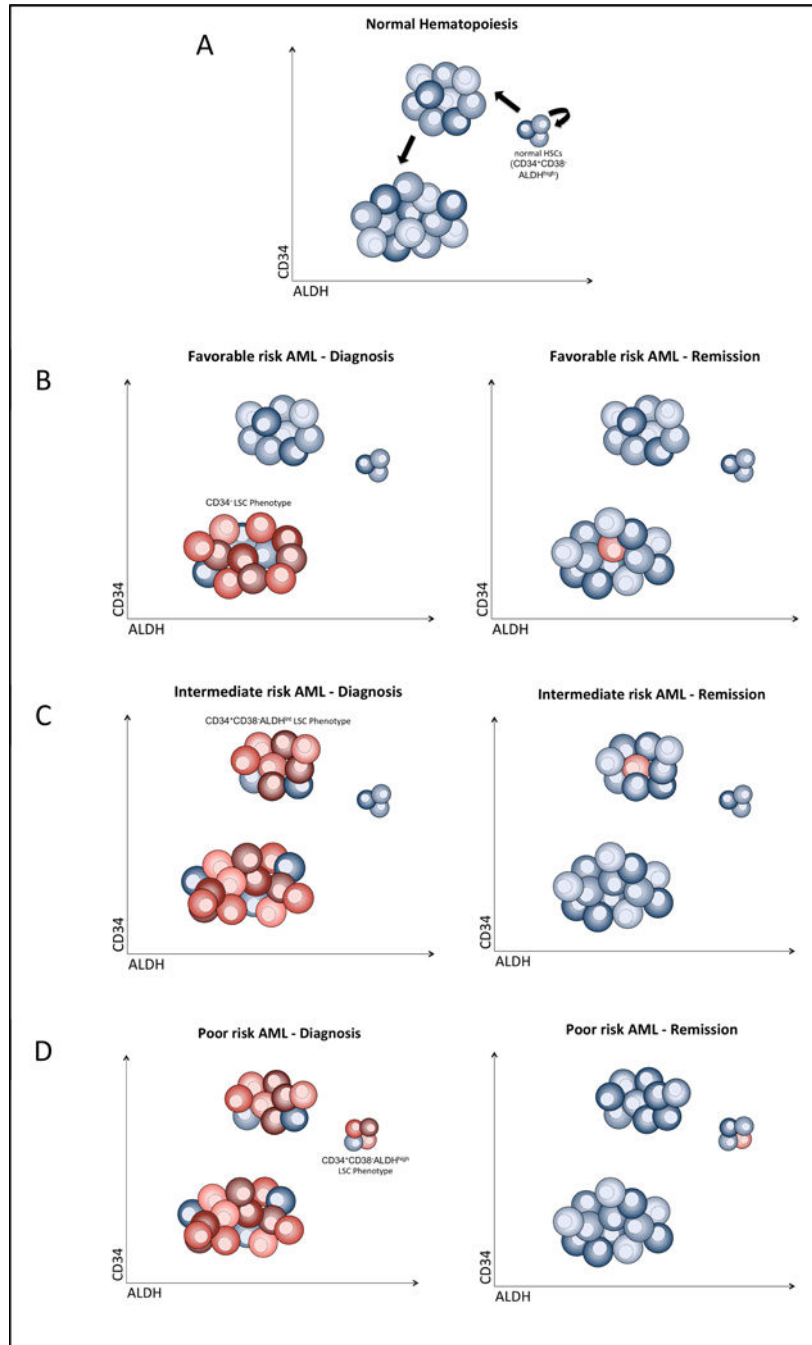 Normal Hematopoiesis
A
normal HSCs
(CD34⁺CD38⁻
ALDHʰⁱᵍʰ)
CD34
ALDH
Favorable risk AML - Diagnosis
Favorable risk AML - Remission
B
CD34⁻ LSC Phenotype
CD34
ALDH
CD34
ALDH
Intermediate risk AML - Diagnosis
Intermediate risk AML - Remission
C
CD34⁺CD38⁻ALDHⁱⁿᵗ LSC Phenotype
CD34
ALDH
CD34
ALDH
Poor risk AML - Diagnosis
Poor risk AML - Remission
D
CD34⁺CD38⁻ALDHʰⁱᵍʰ
LSC Phenotype
CD34
ALDH
CD34
ALDH